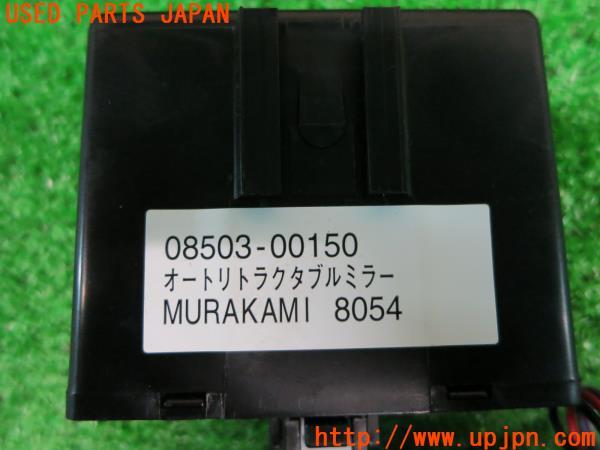 USED PARTS JAPAN
08503-00150
オートリトラクタブルミラー
MURAKAMI 8054
http://www.upjpn.com